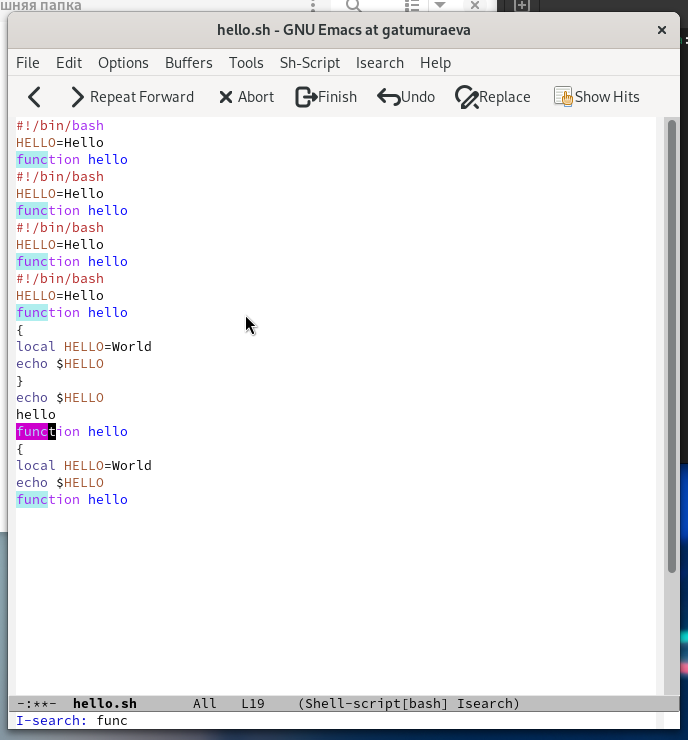 шняя папка
hello.sh - GNU Emacs at gatumuraeva
File Edit Options Buffers Tools Sh-Script Isearch Help
Repeat Forward Abort Finish Undo Replace Show Hits
#!/bin/bash
HELLO=Hello
function hello
#!/bin/bash
HELLO=Hello
function hello
#!/bin/bash
HELLO=Hello
function hello
#!/bin/bash
HELLO=Hello
function hello
{
local HELLO=World
echo $HELLO
}
echo $HELLO
hello
function hello
{
local HELLO=World
echo $HELLO
function hello
-:**- hello.sh All L19 (Shell-script[bash] Isearch)
I-search: func